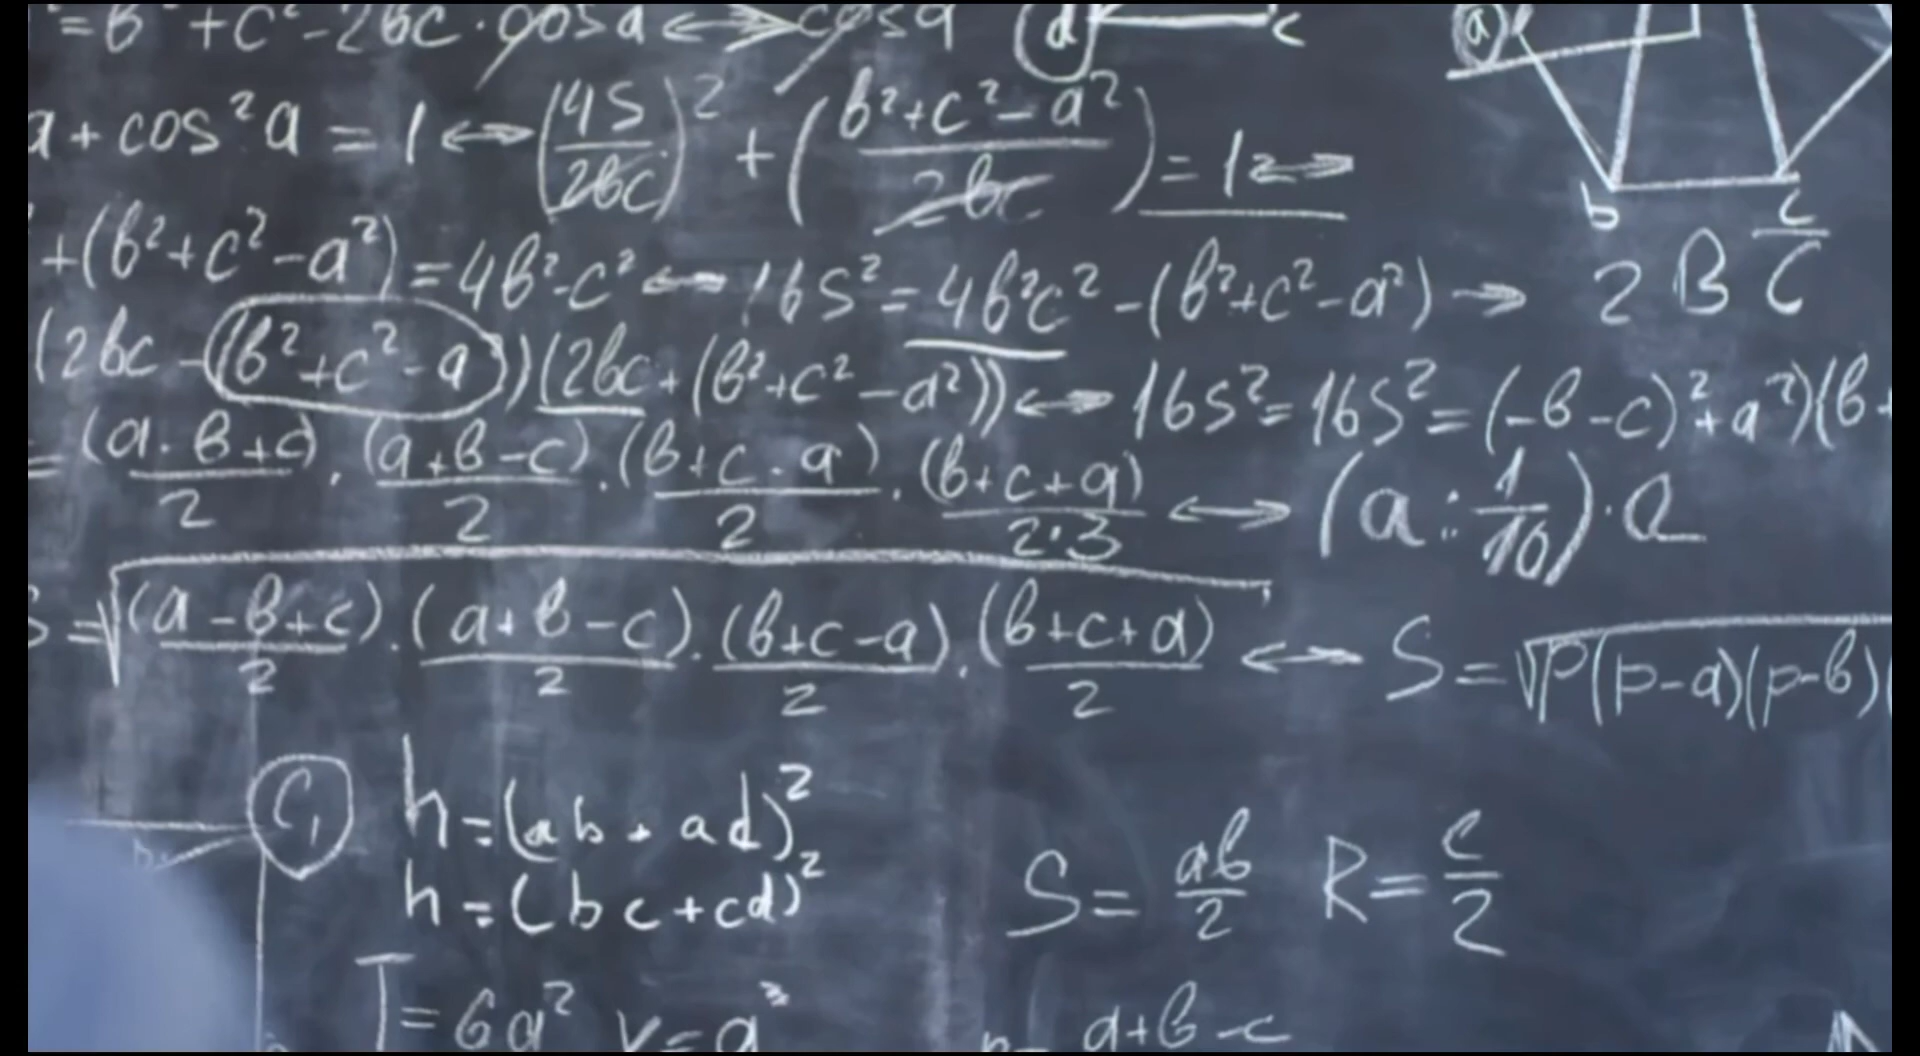 ²=b²+c²-2bc·cosa↔cosa (d) c (a)
a+cos²a=1↔(4S/2bc)²+(b²+c²-a²/2bc)=1↔
b c
+(b²+c²-a²)=4b²-c²↔16S²=4b²c²-(b²+c²-a²)→ 2 B C
(2bc-(b²+c²-a))(2bc+(b²+c²-a²))↔16S²=16S²=(-b-c)²+a²)(b+
=(a·b+c)/2·(a+b-c)/2·(b+c-a)/2·(b+c+a)/2·3↔(a:1/10)·a
S=√(a-b+c)/2·(a+b-c)/2·(b+c-a)/2·(b+c+a)/2↔S=√p(p-a)(p-b)(
C₁ h=(ab+ad)²
h=(bc+cd)² S=ab/2 R=c/2
T=6a² V=a³ a+b-c